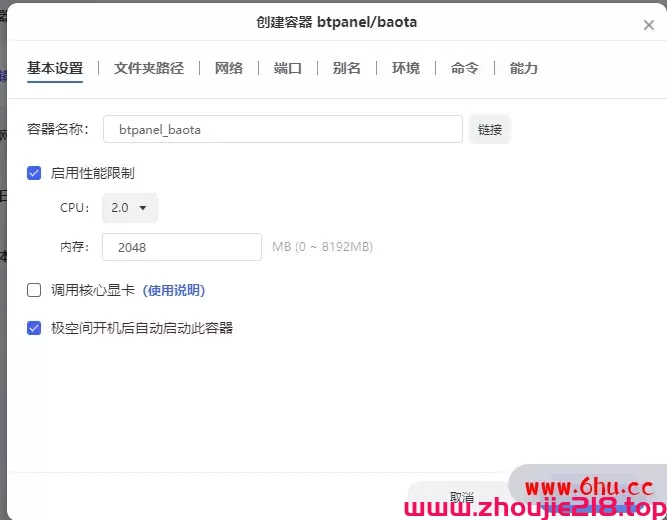 创建容器 btpanel/baota
基本设置 文件夹路径 网络 端口 别名 环境 命令 能力
容器名称： btpanel_baota 链接
启用性能限制
CPU： 2.0
内存： 2048 MB (0 ~ 8192MB)
调用核心显卡 (使用说明)
极空间开机后自动启动此容器
取消
www.6hu.cc
www.zhoujie218.top